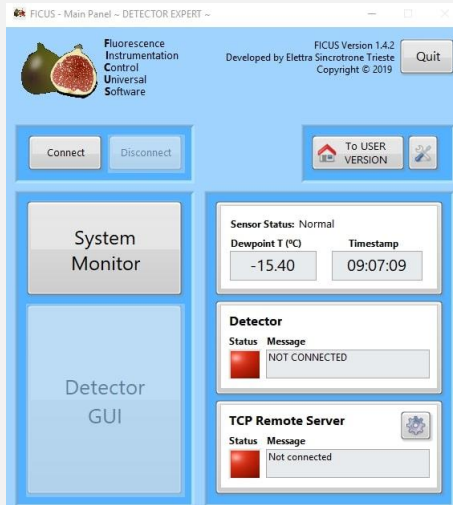 FICUS - Main Panel ~ DETECTOR EXPERT ~
Fluorescence
Instrumentation
Control
Universal
Software
FICUS Version 1.4.2
Developed by Elettra Sincrotrone Trieste
Copyright © 2019
Quit
Connect
Disconnect
To USER
VERSION
System
Monitor
Detector
GUI
Sensor Status: Normal
Dewpoint T (ºC)
Timestamp
-15.40
09:07:09
Detector
Status Message
NOT CONNECTED
TCP Remote Server
Status Message
Not connected